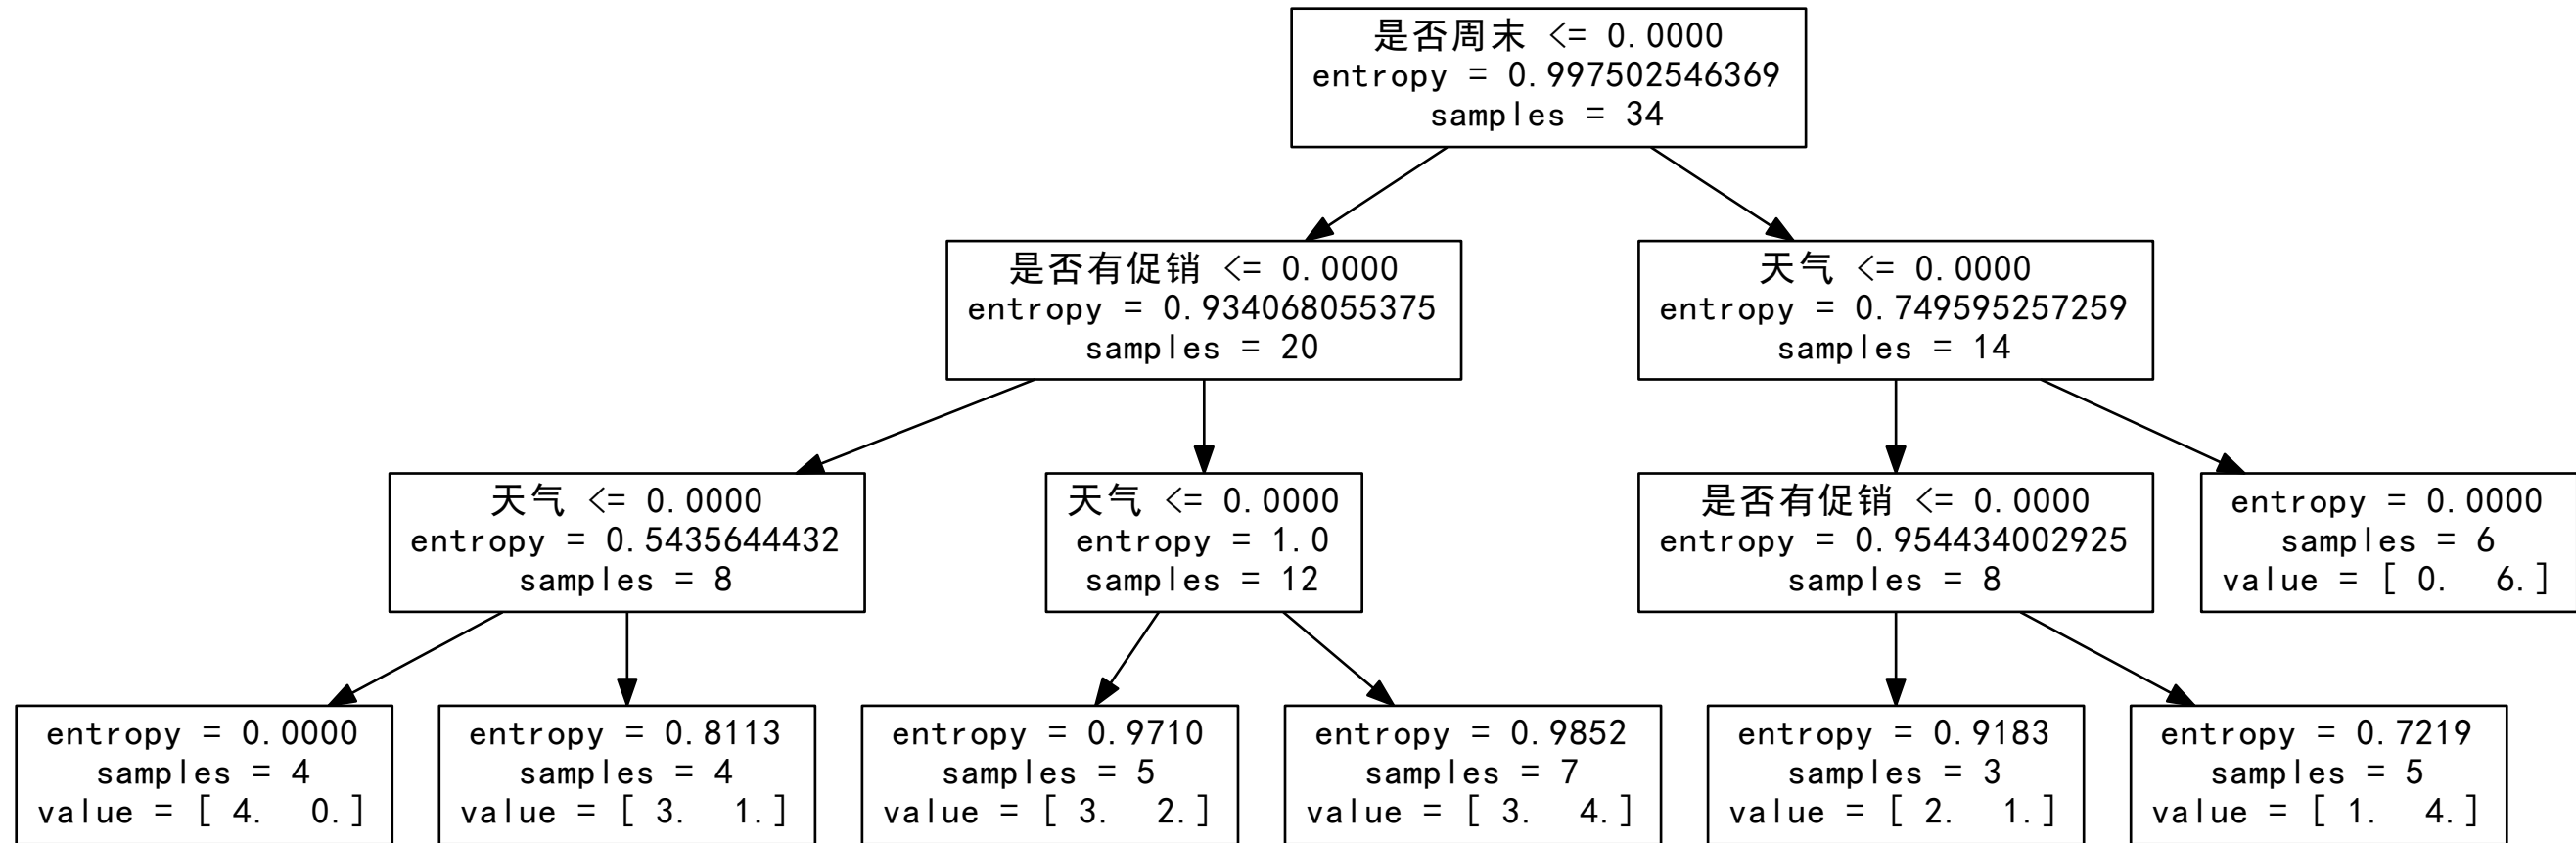 是否周末 <= 0.0000
entropy = 0.997502546369
samples = 34
是否有促销 <= 0.0000
entropy = 0.934068055375
samples = 20
天气 <= 0.0000
entropy = 0.749595257259
samples = 14
天气 <= 0.0000
entropy = 0.5435644432
samples = 8
天气 <= 0.0000
entropy = 1.0
samples = 12
是否有促销 <= 0.0000
entropy = 0.954434002925
samples = 8
entropy = 0.0000
samples = 6
value = [ 0. 6.]
entropy = 0.0000
samples = 4
value = [ 4. 0.]
entropy = 0.8113
samples = 4
value = [ 3. 1.]
entropy = 0.9710
samples = 5
value = [ 3. 2.]
entropy = 0.9852
samples = 7
value = [ 3. 4.]
entropy = 0.9183
samples = 3
value = [ 2. 1.]
entropy = 0.7219
samples = 5
value = [ 1. 4.]